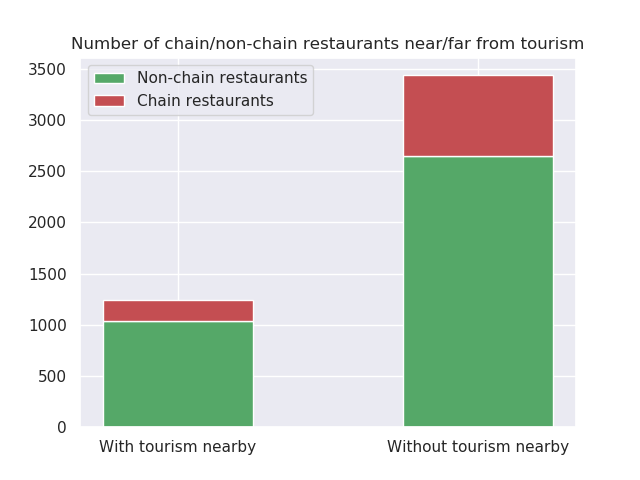 Number of chain/non-chain restaurants near/far from tourism
Non-chain restaurants
Chain restaurants
3500
3000
2500
2000
1500
1000
500
0
With tourism nearby
Without tourism nearby